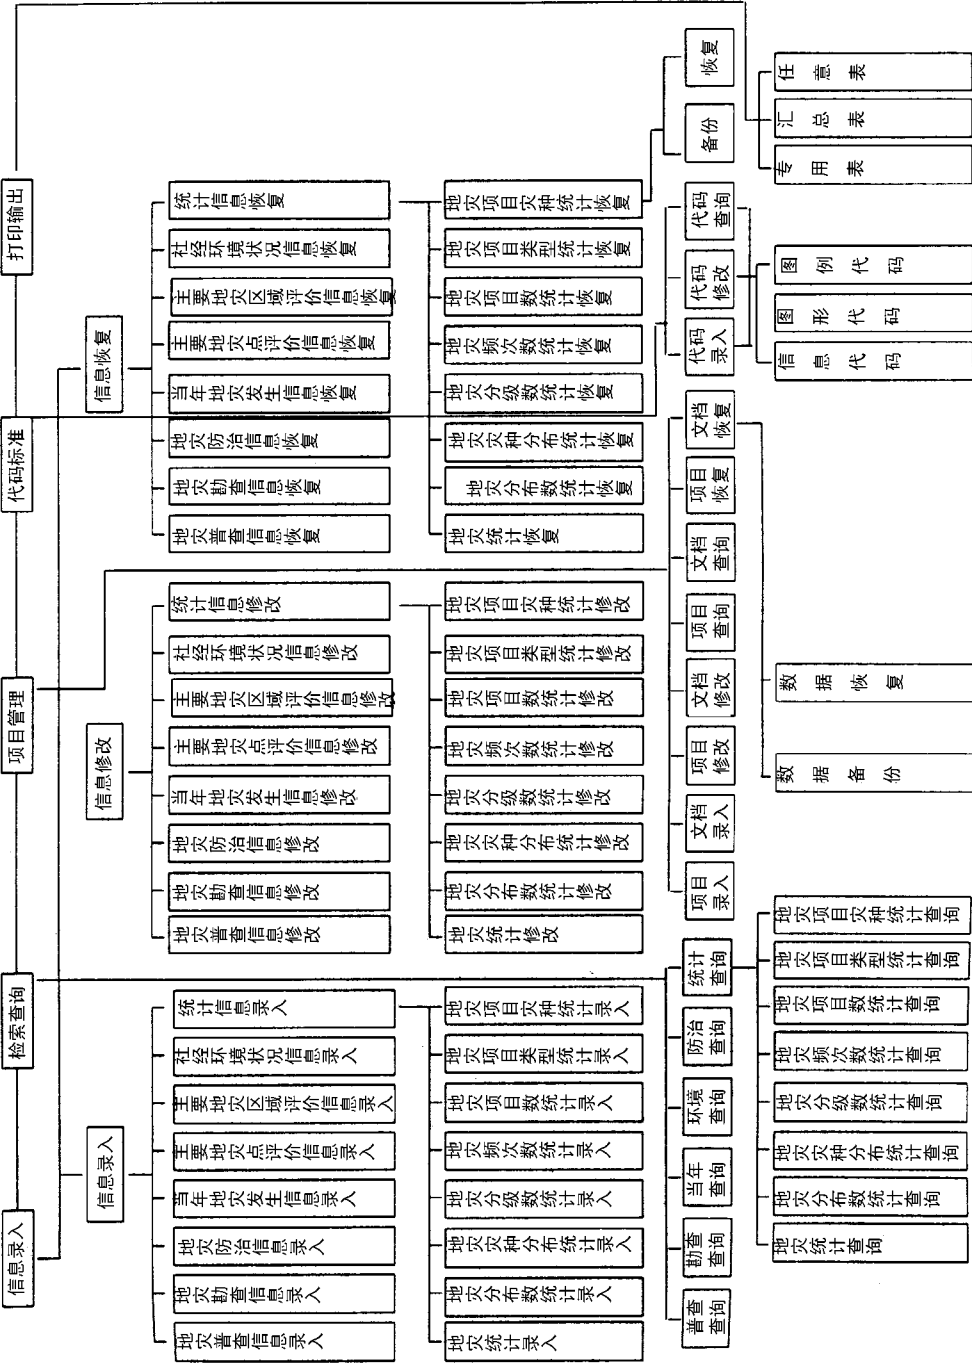 信息录入
检索查询
项目管理
代码标准
打印输出
信息录入
信息修改
信息恢复
地灾普查信息录入
地灾勘查信息录入
地灾防治信息录入
当年地灾发生信息录入
主要地灾点评价信息录入
主要地灾区域评价信息录入
社经环境状况信息录入
统计信息录入
地灾普查信息修改
地灾勘查信息修改
地灾防治信息修改
当年地灾发生信息修改
主要地灾点评价信息修改
主要地灾区域评价信息修改
社经环境状况信息修改
统计信息修改
地灾普查信息恢复
地灾勘查信息恢复
地灾防治信息恢复
当年地灾发生信息恢复
主要地灾点评价信息恢复
主要地灾区域评价信息恢复
社经环境状况信息恢复
统计信息恢复
地灾统计录入
地灾分布数统计录入
地灾灾种分布统计录入
地灾分级数统计录入
地灾频次数统计录入
地灾项目数统计录入
地灾项目类型统计录入
地灾项目灾种统计录入
地灾统计修改
地灾分布数统计修改
地灾灾种分布统计修改
地灾分级数统计修改
地灾频次数统计修改
地灾项目数统计修改
地灾项目类型统计修改
地灾项目灾种统计修改
地灾统计恢复
地灾分布数统计恢复
地灾灾种分布统计恢复
地灾分级数统计恢复
地灾频次数统计恢复
地灾项目数统计恢复
地灾项目类型统计恢复
地灾项目灾种统计恢复
普查
查询
勘查
查询
当年
查询
环境
查询
防治
查询
统计
查询
项目
录入
文档
录入
项目
修改
文档
修改
项目
查询
文档
查询
项目
恢复
文档
恢复
代码
录入
代码
修改
代码
查询
备份
恢复
地灾统计查询
地灾分布数统计查询
地灾灾种分布统计查询
地灾分级数统计查询
地灾频次数统计查询
地灾项目数统计查询
地灾项目类型统计查询
地灾项目灾种统计查询
数据备份
数据恢复
信息代码
图形代码
图例代码
专用表
汇总表
任意表